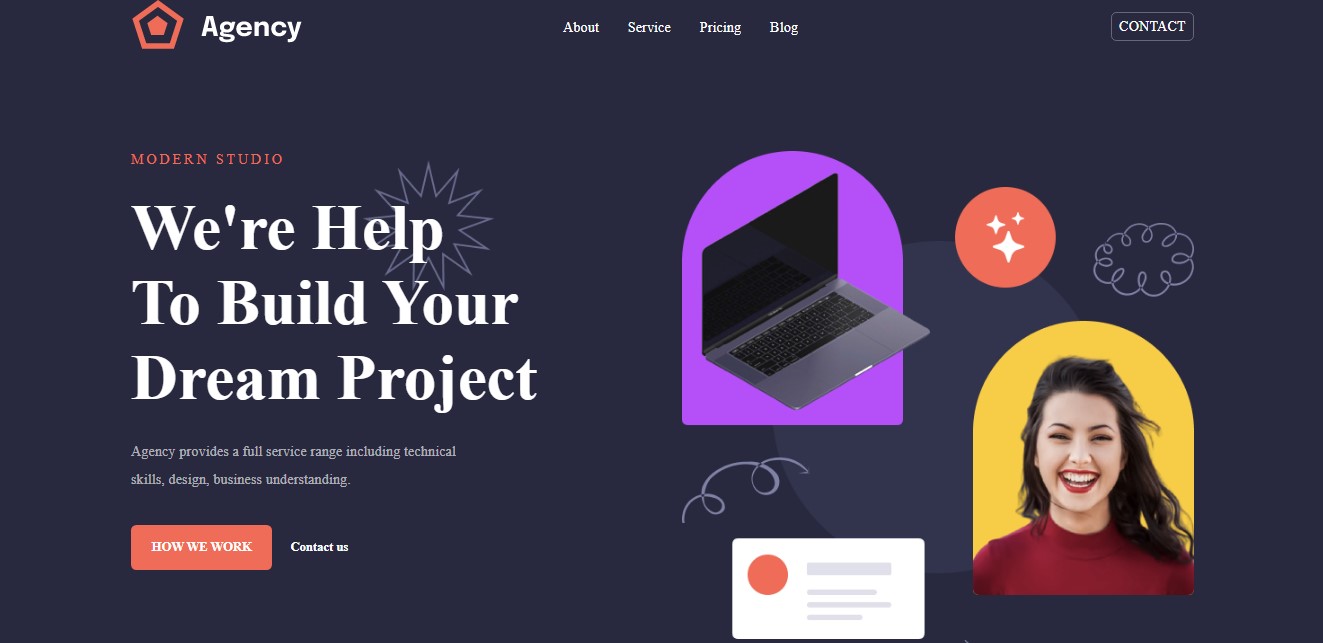 Agency
About Service Pricing Blog
CONTACT
MODERN STUDIO
We're Help
To Build Your
Dream Project
Agency provides a full service range including technical
skills, design, business understanding.
HOW WE WORK
Contact us